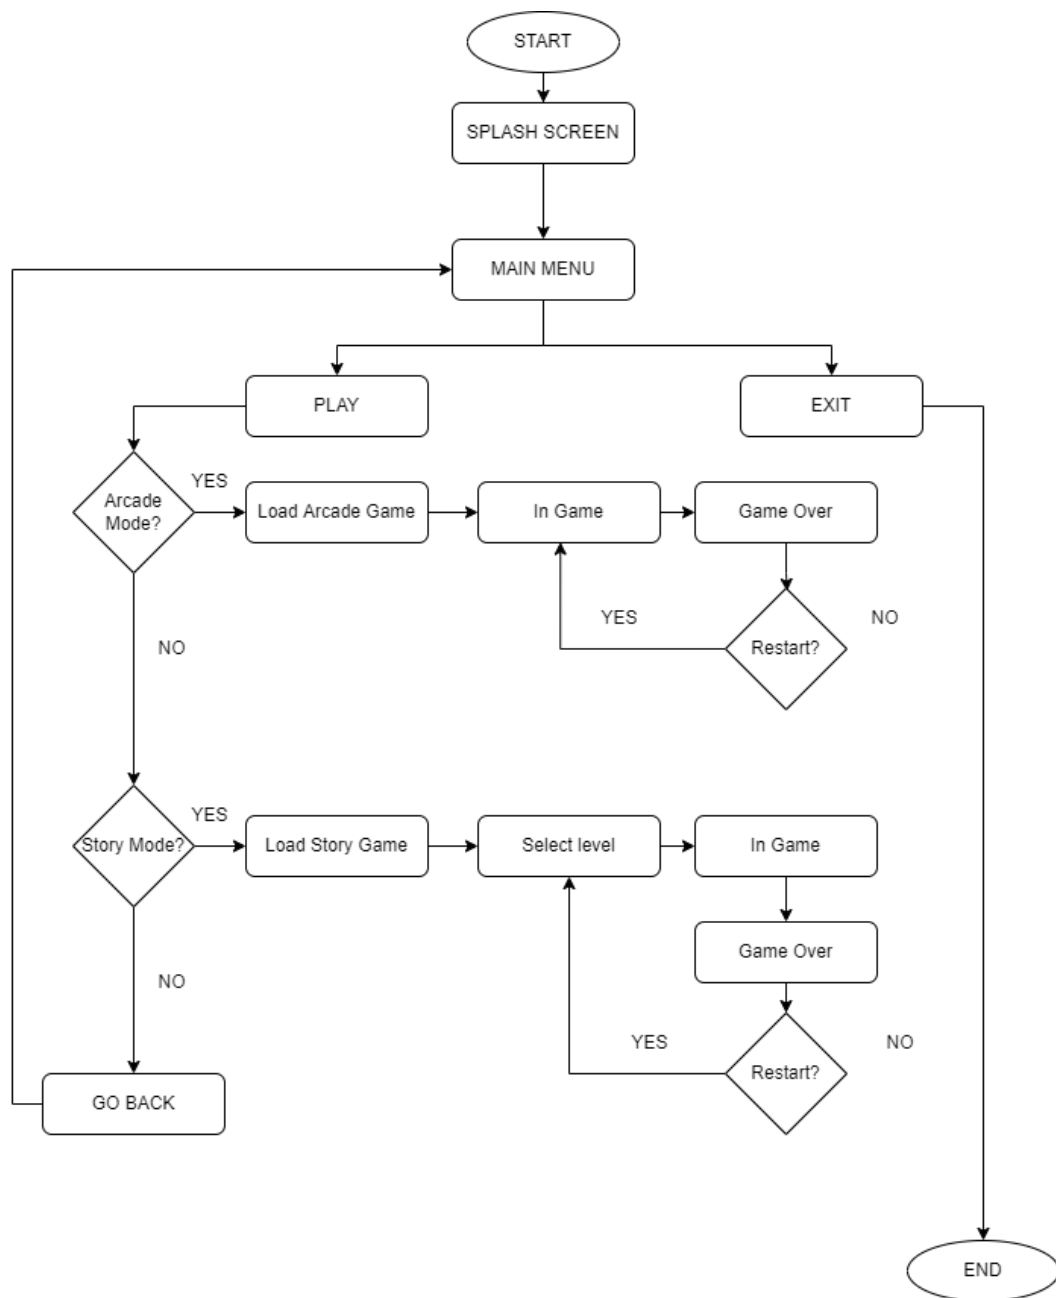 START
SPLASH SCREEN
MAIN MENU
PLAY
EXIT
Arcade
Mode?
YES
Load Arcade Game
In Game
Game Over
YES
Restart?
NO
NO
Story Mode?
YES
Load Story Game
Select level
In Game
Game Over
YES
Restart?
NO
NO
GO BACK
END